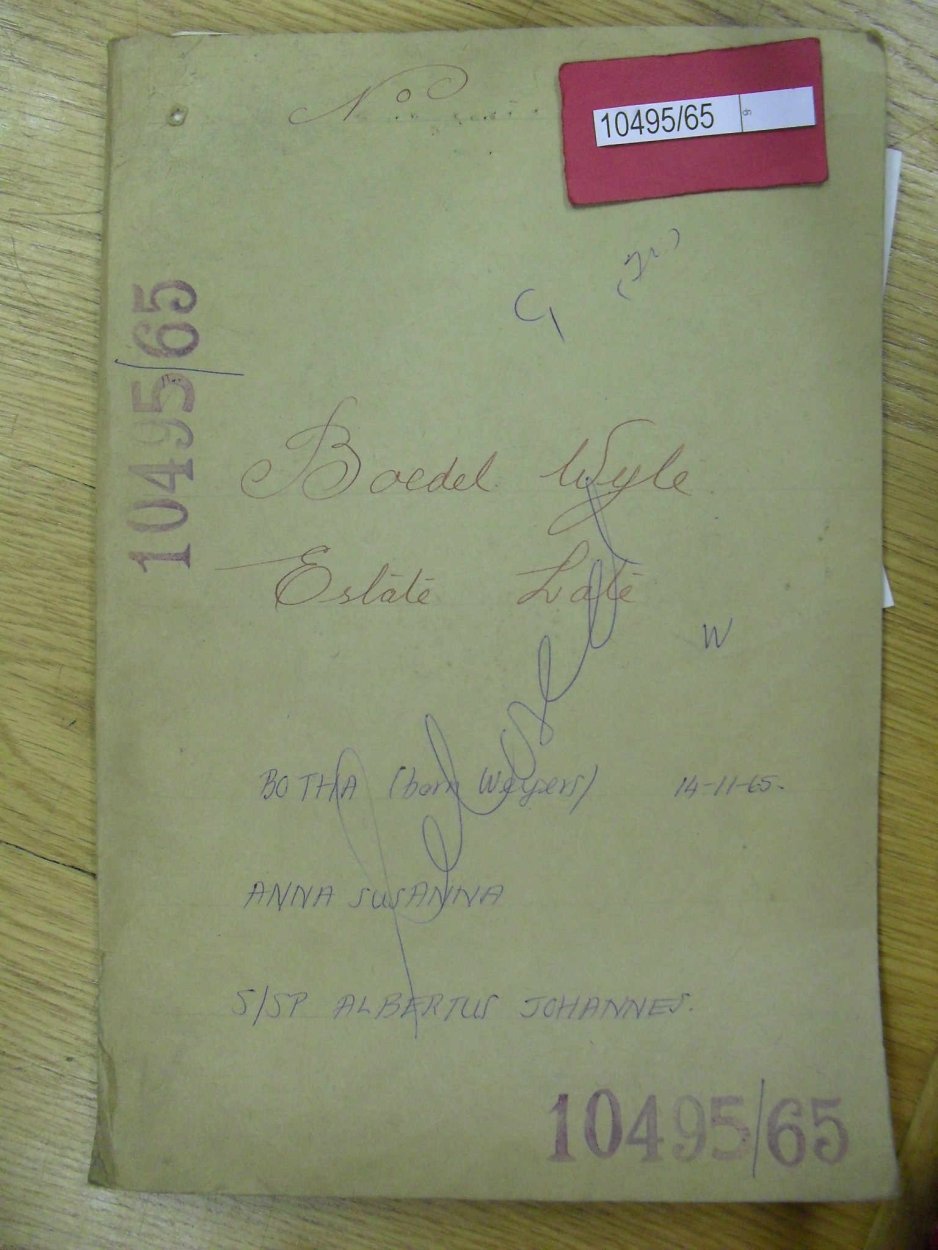 No
10495/65
10495/65
Boedel Wyle
Estate Late
W
BOTHA (born Weypers) 14-11-65.
ANNA SUSANNA
S/SP ALBERTUS JOHANNES.
10495/65